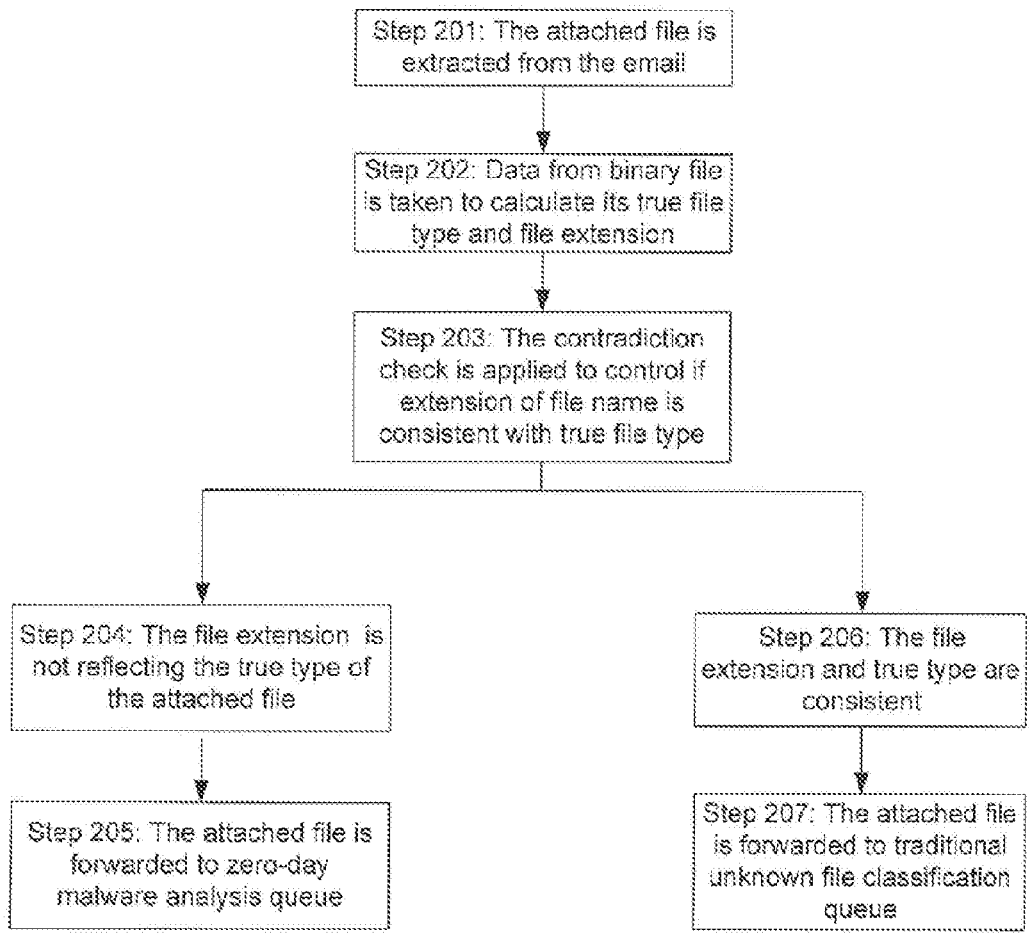 Step 201: The attached file is
extracted from the email
Step 202: Data from binary file
is taken to calculate its true file
type and file extension
Step 203: The contradiction
check is applied to control if
extension of file name is
consistent with true file type
Step 204: The file extension is
not reflecting the true type of
the attached file
Step 205: The attached file is
forwarded to zero-day
malware analysis queue
Step 206: The file
extension and true type are
consistent
Step 207: The attached file
is forwarded to traditional
unknown file classification
queue